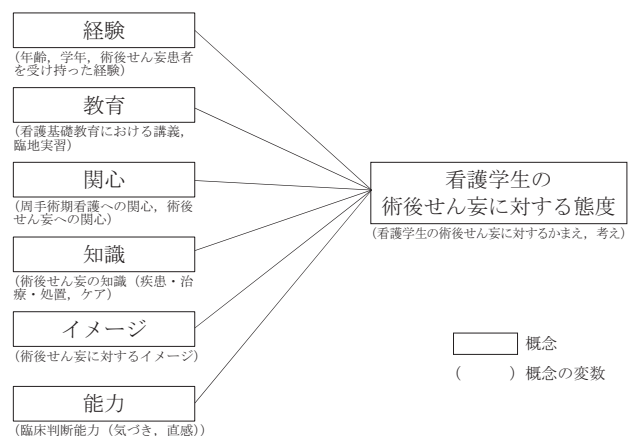 経験
(年齢，学年，術後せん妄患者
を受け持った経験)
教育
(看護基礎教育における講義，
臨地実習)
関心
(周手術期看護への関心，術後
せん妄への関心)
知識
(術後せん妄の知識（疾患・治
療・処置，ケア）
イメージ
(術後せん妄に対するイメージ)
能力
(臨床判断能力（気づき，直感）)
看護学生の
術後せん妄に対する態度
(看護学生の術後せん妄に対するかまえ，考え)
概念
(　　　) 概念の変数